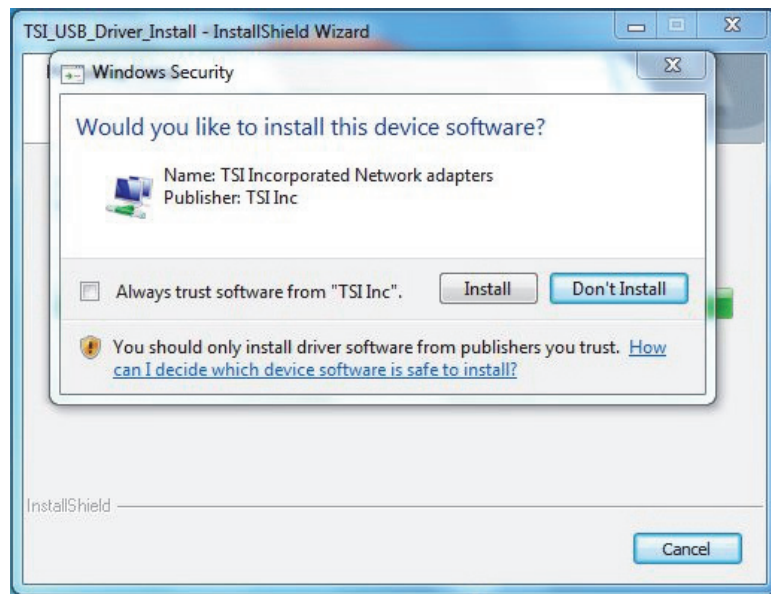 TSI_USB_Driver_Install - InstallShield Wizard
Windows Security
Would you like to install this device software?
Name: TSI Incorporated Network adapters
Publisher: TSI Inc
Always trust software from "TSI Inc".
Install
Don't Install
You should only install driver software from publishers you trust. How
can I decide which device software is safe to install?
InstallShield
Cancel